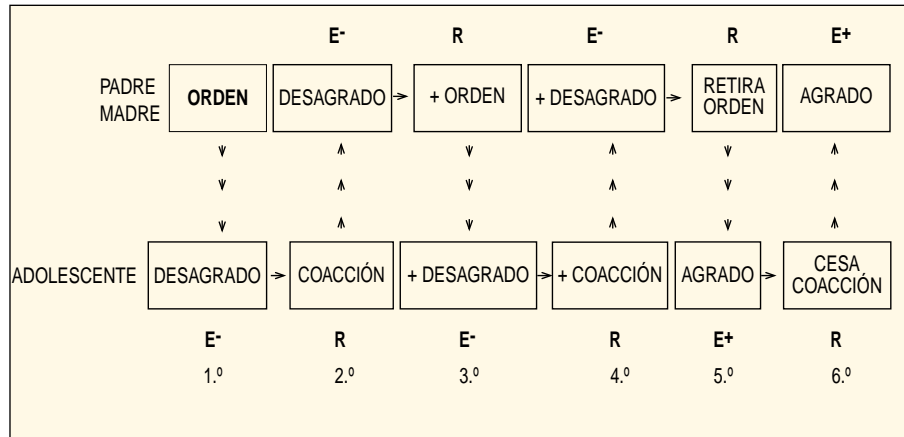 E- R E- R E+
PADRE
MADRE
ORDEN DESAGRADO + ORDEN + DESAGRADO RETIRA
ORDEN AGRADO
ADOLESCENTE DESAGRADO COACCIÓN + DESAGRADO + COACCIÓN AGRADO CESA
COACCIÓN
E- R E- R E+ R
1.º 2.º 3.º 4.º 5.º 6.º